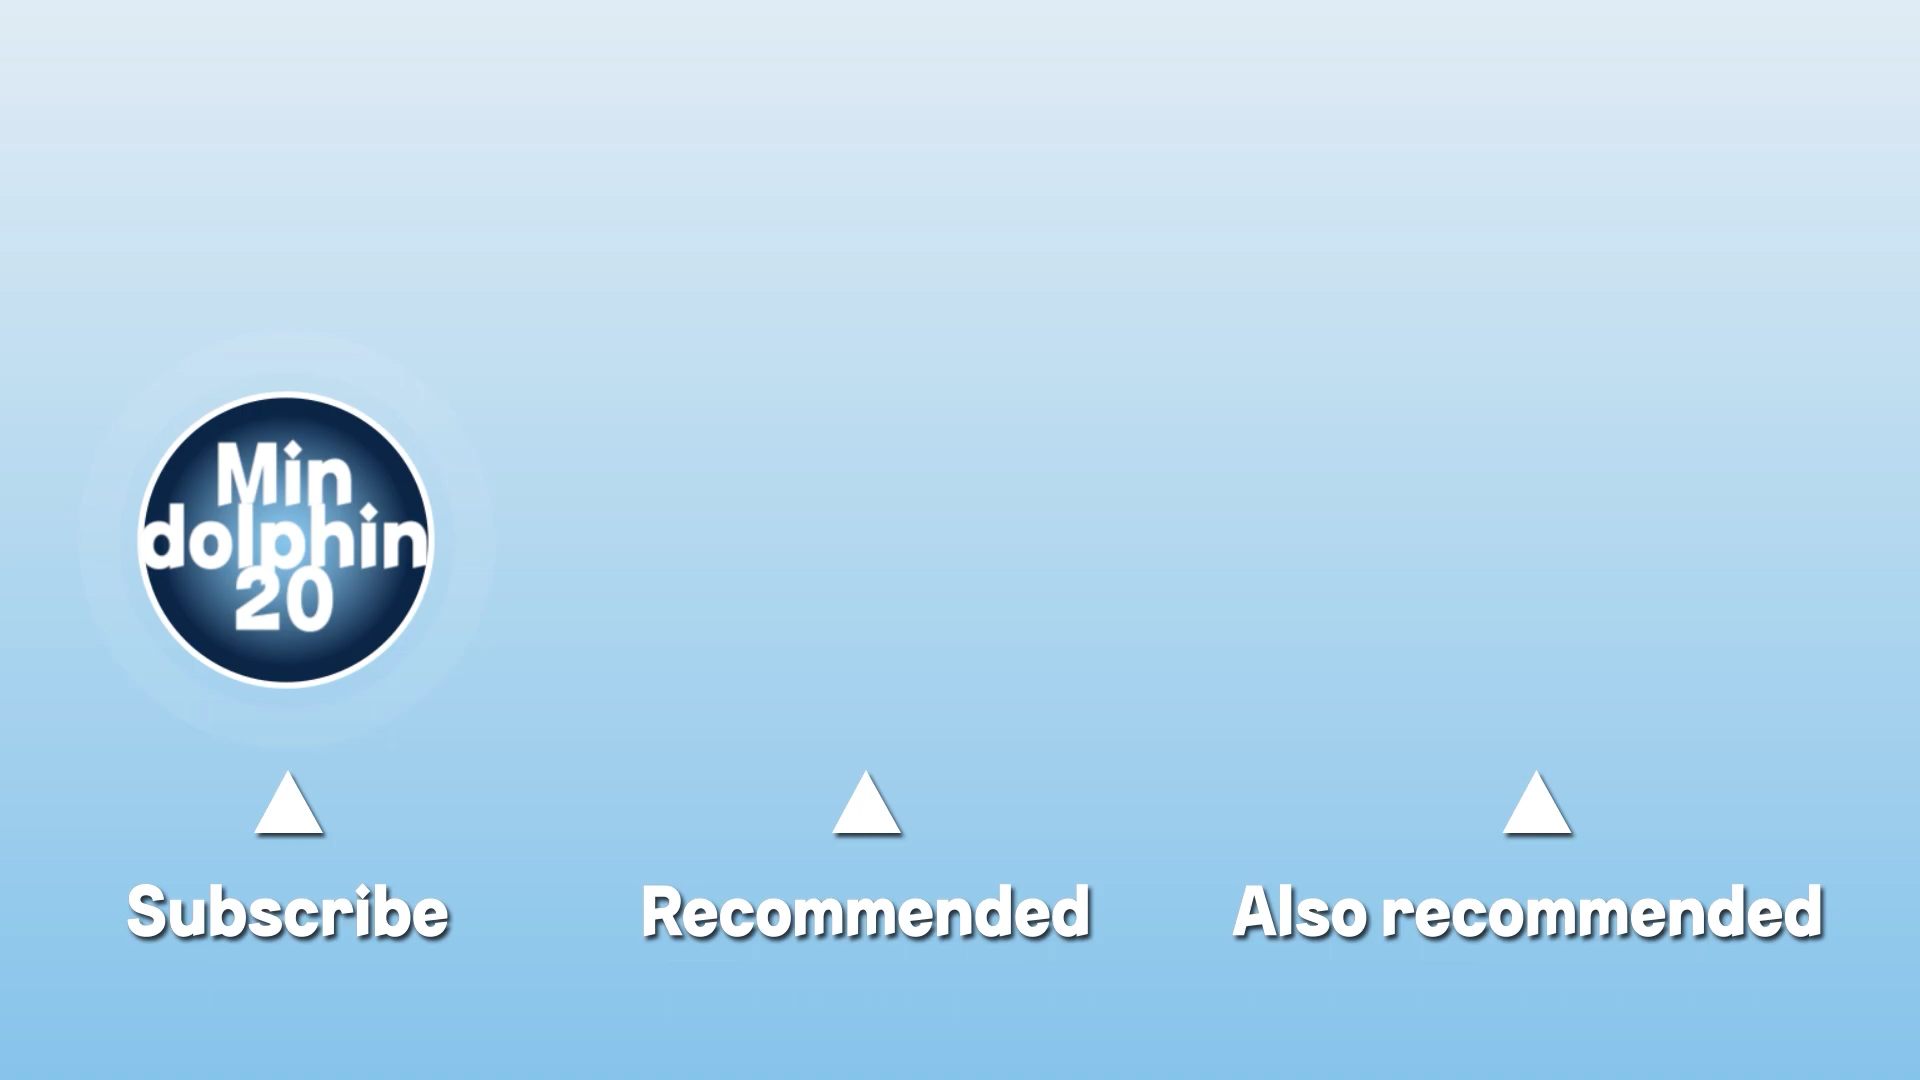 Min
dolphin
20
Subscribe
Recommended
Also recommended